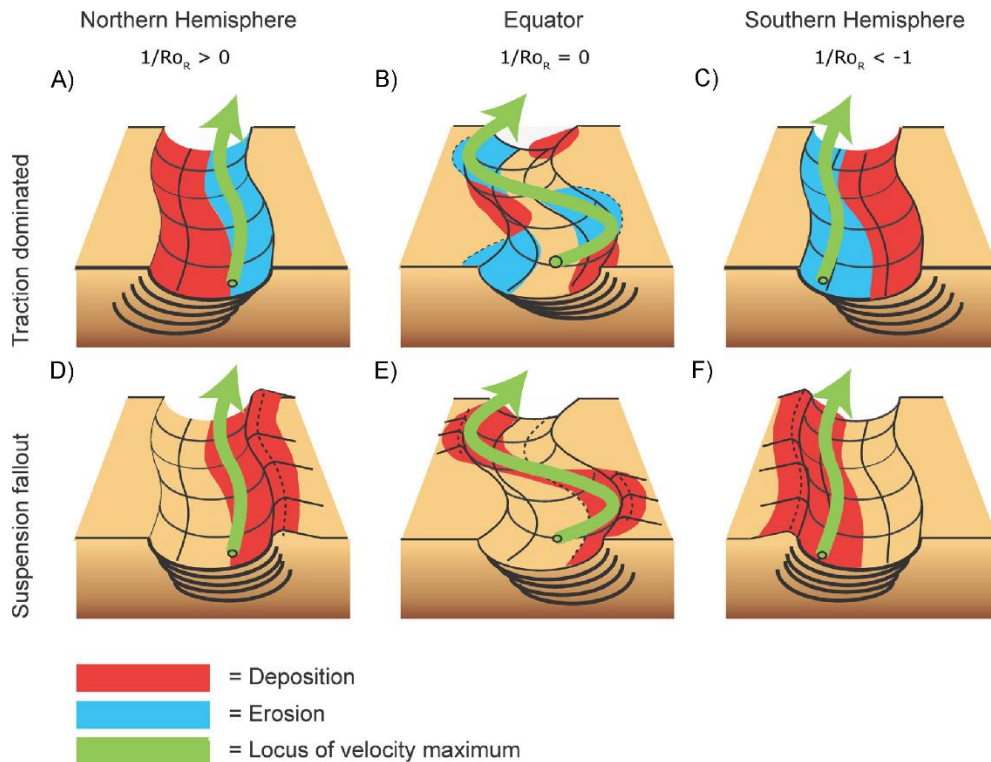 Northern Hemisphere
Equator
Southern Hemisphere
1/Ro_R > 0
1/Ro_R = 0
1/Ro_R < -1
A)
B)
C)
Traction dominated
D)
E)
F)
Suspension fallout
= Deposition
= Erosion
= Locus of velocity maximum